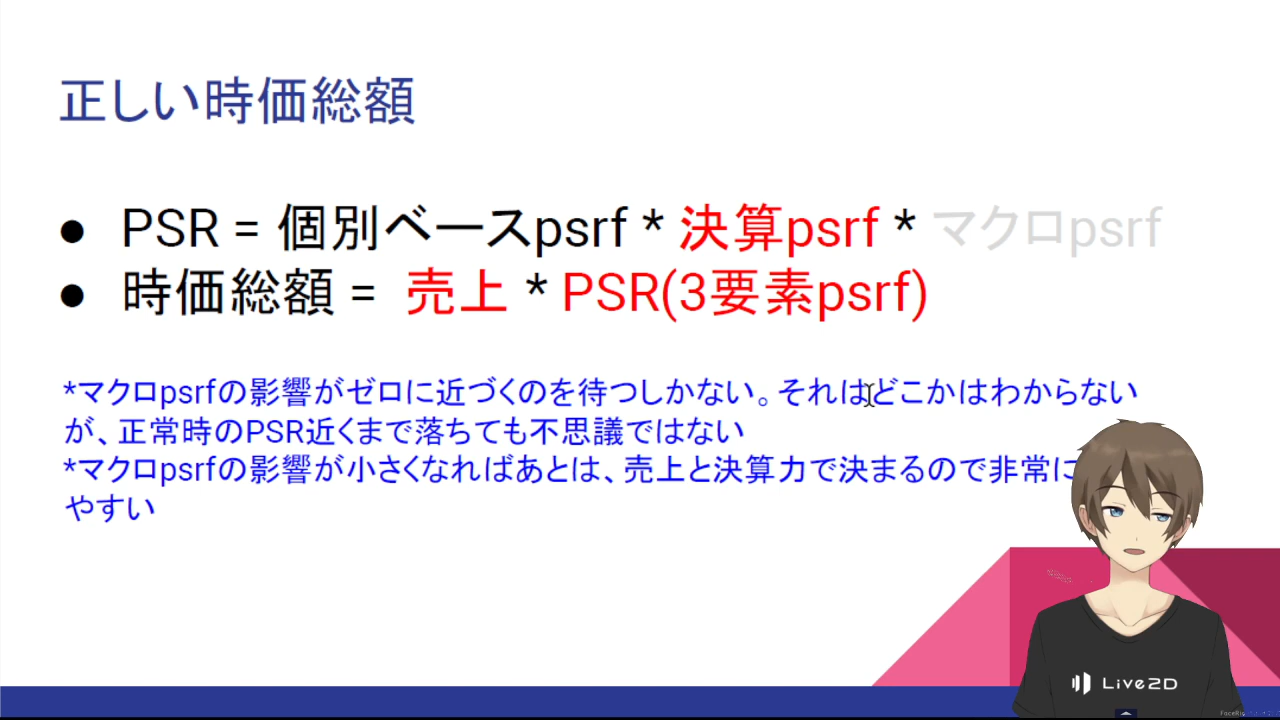 正しい時価総額
● PSR = 個別ベースpsrf * 決算psrf * マクロpsrf
● 時価総額 = 売上 * PSR(3要素psrf)
*マクロpsrfの影響がゼロに近づくのを待つしかない。それはどこかはわからない
が、正常時のPSR近くまで落ちても不思議ではない
*マクロpsrfの影響が小さくなればあとは、売上と決算力で決まるので非常に
やすい
Live2D